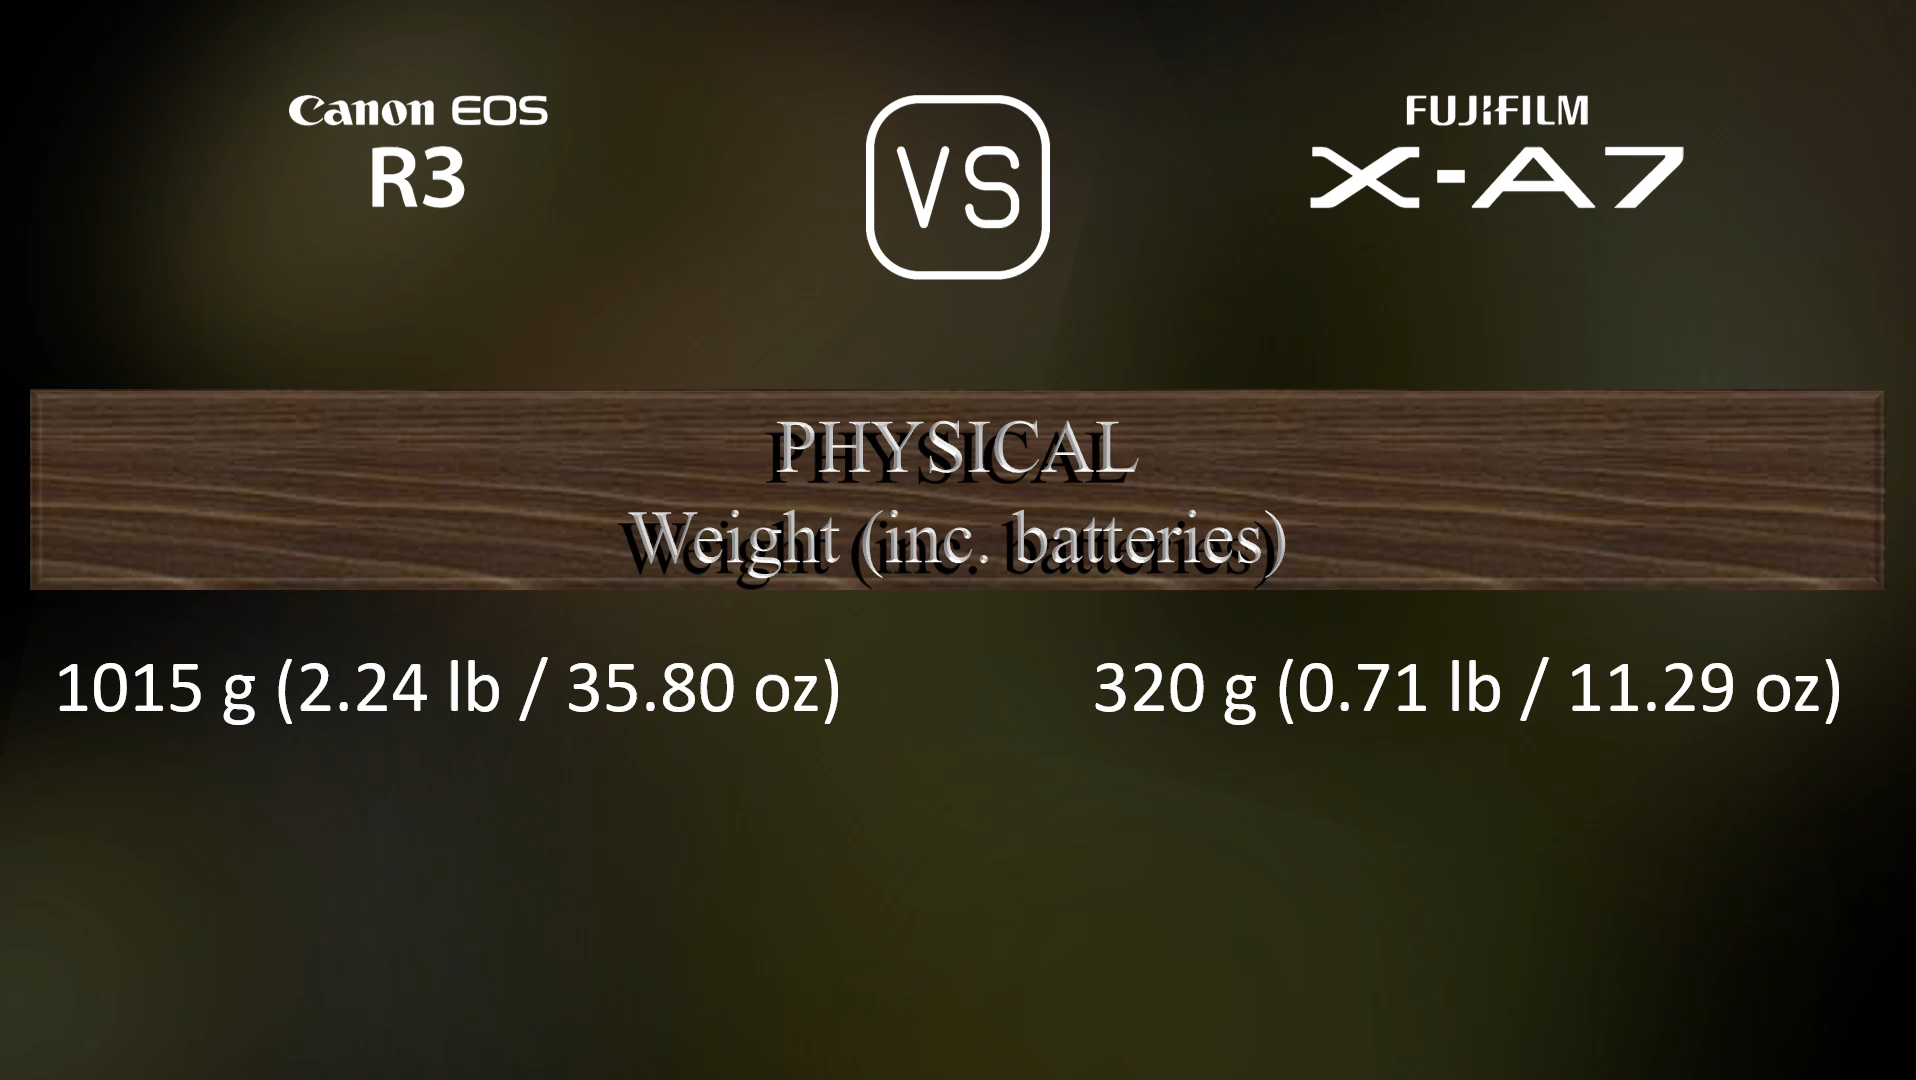 Canon EOS
R3
VS
FUJIFILM
X-A7
PHYSICAL
Weight (inc. batteries)
1015 g (2.24 lb / 35.80 oz)
320 g (0.71 lb / 11.29 oz)